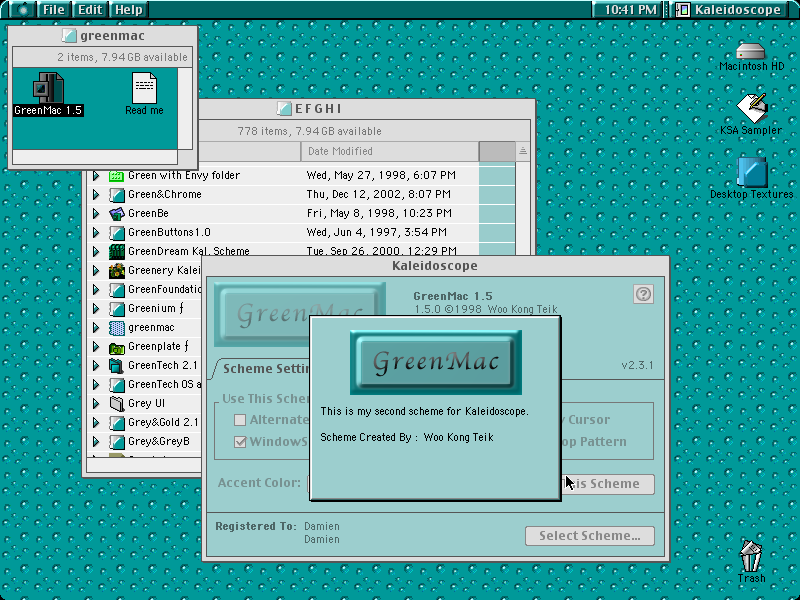 File Edit Help
10:41 PM
Kaleidoscope
greenmac
2 items, 7.94 GB available
GreenMac 1.5
Read me
Macintosh HD
KSA Sampler
Desktop Textures
Trash
E F G H I
778 items, 7.94 GB available
Date Modified
Green with Envy folder Wed, May 27, 1998, 6:07 PM
Green&Chrome Thu, Dec 12, 2002, 8:07 PM
GreenBe Fri, May 8, 1998, 10:23 PM
GreenButtons1.0 Wed, Jun 4, 1997, 3:54 PM
GreenDream Kal. Scheme Tue, Sep 26, 2000, 12:29 PM
Greenery Kalei
GreenFoundatio
Greenium ƒ
greenmac
Greenplate ƒ
GreenTech 2.1
GreenTech OS a
Grey UI
Grey&Gold 2.1
Grey&GreyB
Kaleidoscope
GreenMac
GreenMac 1.5
1.5.0 ©1998 Woo Kong Teik
Scheme Settin
v2.3.1
Use This Schem
Alternate
Cursor
WindowS
op Pattern
Accent Color:
his Scheme
GreenMac
This is my second scheme for Kaleidoscope.
Scheme Created By : Woo Kong Teik
Registered To: Damien
Damien
Select Scheme...